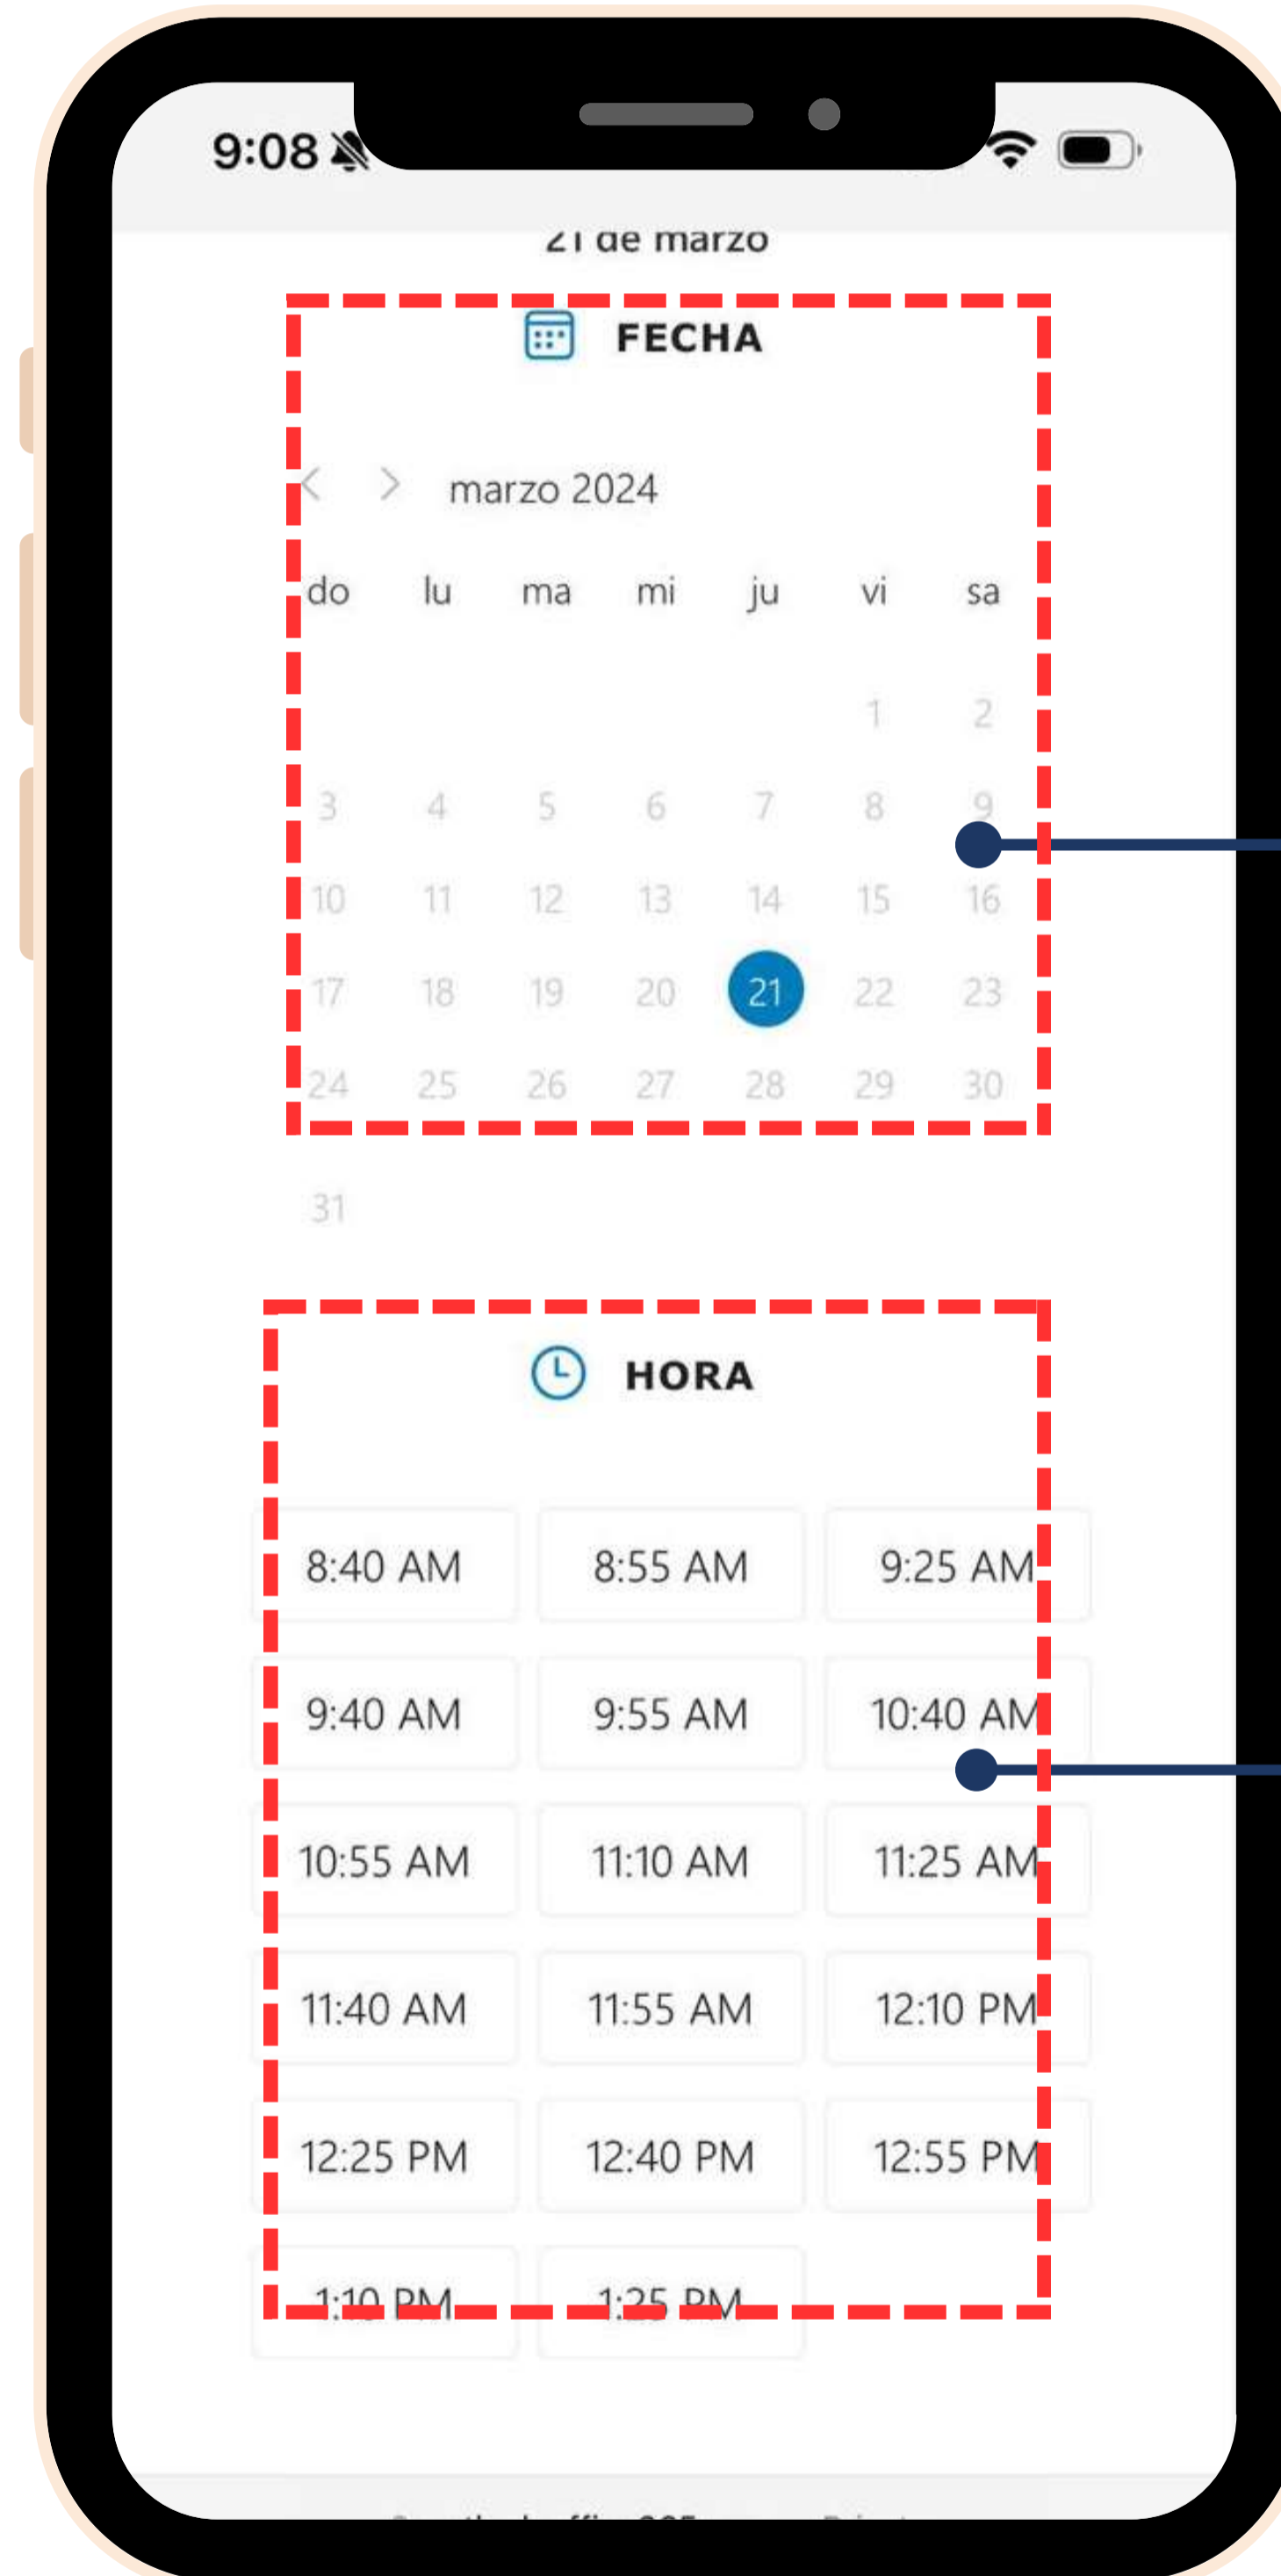 9:08
21 de marzo
FECHA
marzo 2024
do lu ma mi ju vi sa
1 2
3 4 5 6 7 8 9
10 11 12 13 14 15 16
17 18 19 20 21 22 23
24 25 26 27 28 29 30
31
HORA
8:40 AM 8:55 AM 9:25 AM
9:40 AM 9:55 AM 10:40 AM
10:55 AM 11:10 AM 11:25 AM
11:40 AM 11:55 AM 12:10 PM
12:25 PM 12:40 PM 12:55 PM
1:10 PM 1:25 PM